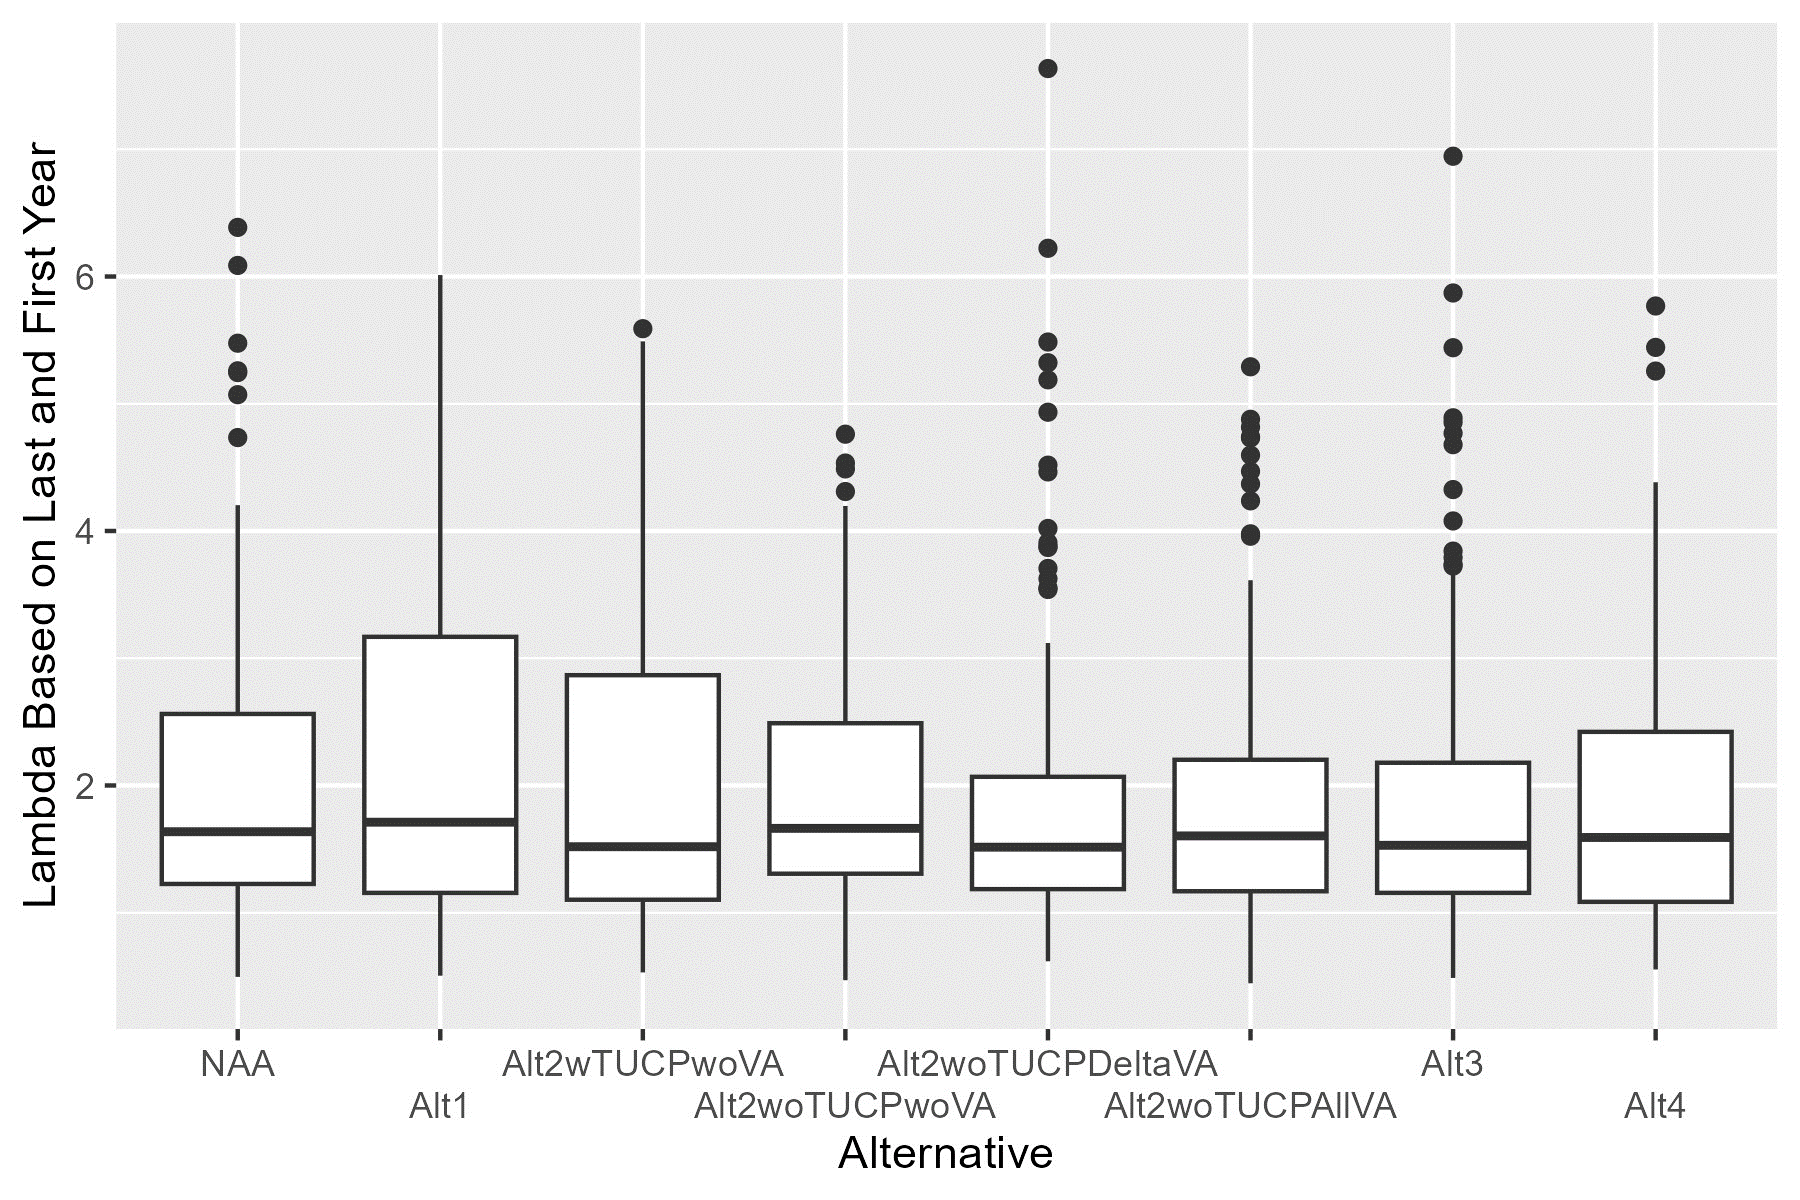 Lambda Based on Last and First Year
6
4
2
NAA
Alt1
Alt2wTUCPwoVA
Alt2woTUCPwoVA
Alt2woTUCPDeltaVA
Alt2woTUCPAllVA
Alt3
Alt4
Alternative